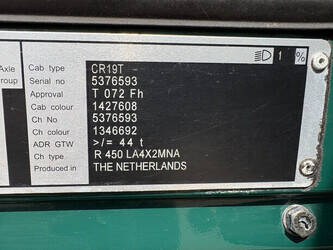 1 %
Axle Cab type CR19T -
roup Serial no 5376593
Approval T 072 Fh
Cab colour 1427608
Ch No 5376593
Ch colour 1346692
ADR GTW >/= 44 t
Ch type R 450 LA4X2MNA
Produced in THE NETHERLANDS